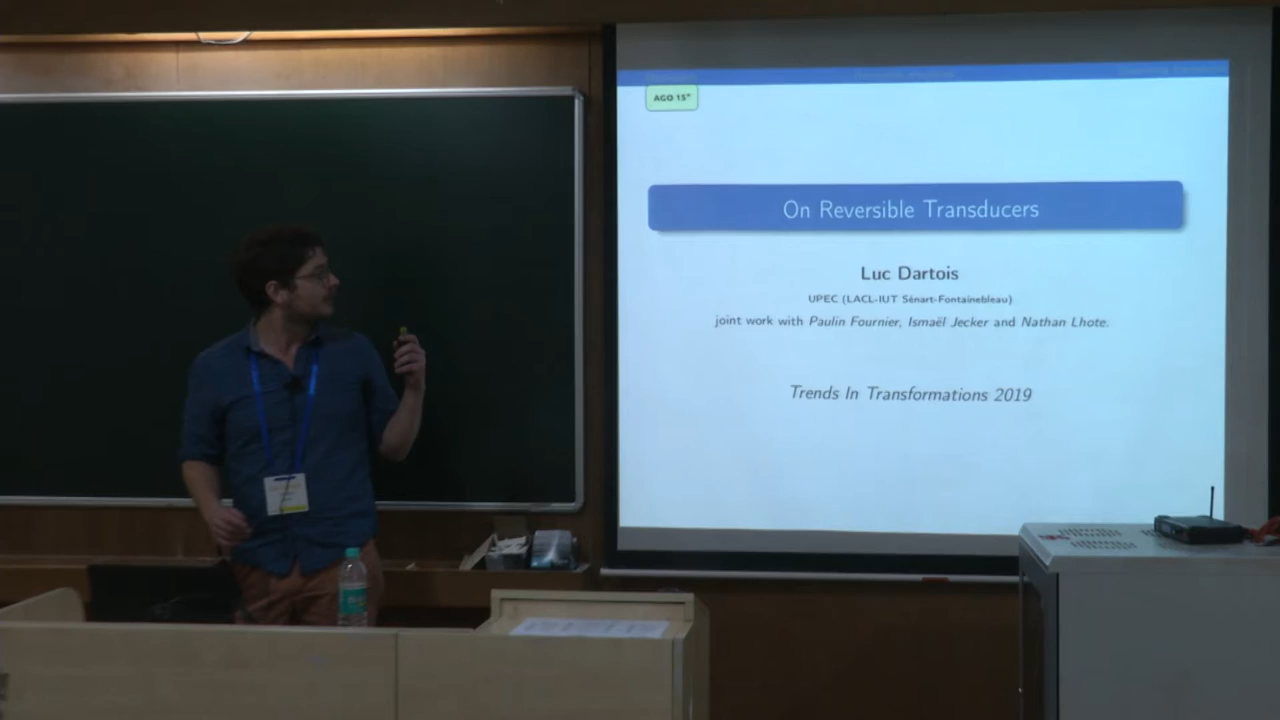 AGO 15"
On Reversible Transducers
Luc Dartois
UPEC (LACL-IUT Sénart-Fontainebleau)
joint work with Paulin Fournier, Ismaël Jecker and Nathan Lhote.
Trends In Transformations 2019